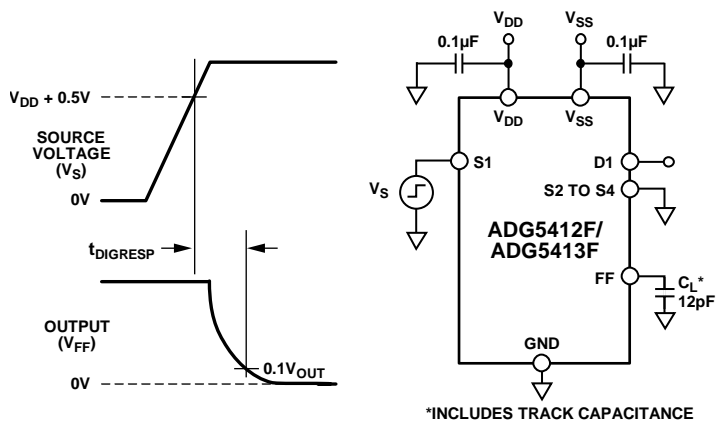 V_DD + 0.5V
SOURCE
VOLTAGE
(V_S)
0V
t_DIGRESP
OUTPUT
(V_FF)
0V
0.1V_OUT
V_DD
V_SS
0.1µF
0.1µF
V_DD
V_SS
S1
D1
V_S
S2 TO S4
ADG5412F/
ADG5413F
FF
C_L*
12pF
GND
*INCLUDES TRACK CAPACITANCE